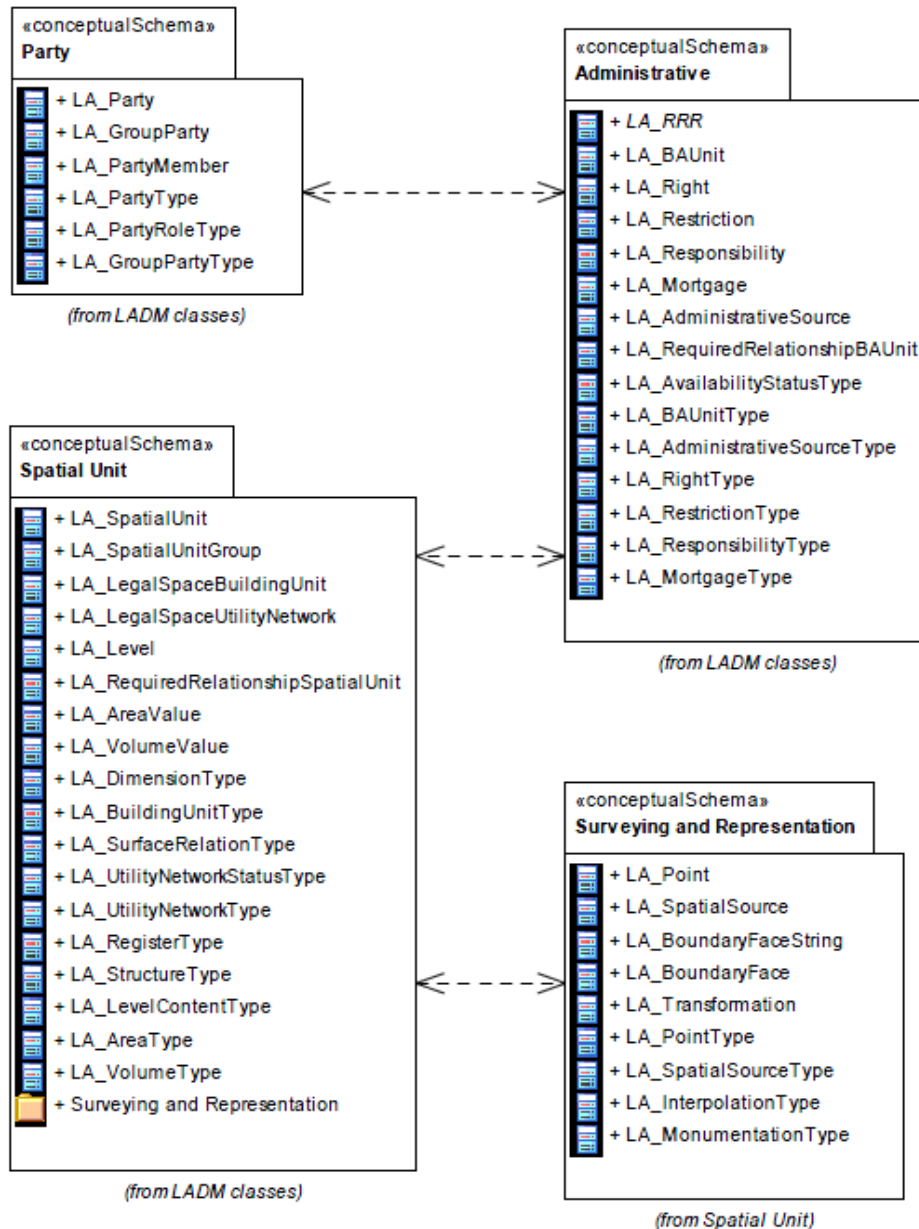 «conceptualSchema»
Party
+ LA_Party
+ LA_GroupParty
+ LA_PartyMember
+ LA_PartyType
+ LA_PartyRoleType
+ LA_GroupPartyType
(from LADM classes)
«conceptualSchema»
Administrative
+ LA_RRR
+ LA_BAUnit
+ LA_Right
+ LA_Restriction
+ LA_Responsibility
+ LA_Mortgage
+ LA_AdministrativeSource
+ LA_RequiredRelationshipBAUnit
+ LA_AvailabilityStatusType
+ LA_BAUnitType
+ LA_AdministrativeSourceType
+ LA_RightType
+ LA_RestrictionType
+ LA_ResponsibilityType
+ LA_MortgageType
(from LADM classes)
«conceptualSchema»
Spatial Unit
+ LA_SpatialUnit
+ LA_SpatialUnitGroup
+ LA_LegalSpaceBuildingUnit
+ LA_LegalSpaceUtilityNetwork
+ LA_Level
+ LA_RequiredRelationshipSpatialUnit
+ LA_AreaValue
+ LA_VolumeValue
+ LA_DimensionType
+ LA_BuildingUnitType
+ LA_SurfaceRelationType
+ LA_UtilityNetworkStatusType
+ LA_UtilityNetworkType
+ LA_RegisterType
+ LA_StructureType
+ LA_LevelContentType
+ LA_AreaType
+ LA_VolumeType
+ Surveying and Representation
(from LADM classes)
«conceptualSchema»
Surveying and Representation
+ LA_Point
+ LA_SpatialSource
+ LA_BoundaryFaceString
+ LA_BoundaryFace
+ LA_Transformation
+ LA_PointType
+ LA_SpatialSourceType
+ LA_InterpolationType
+ LA_MonumentationType
(from Spatial Unit)